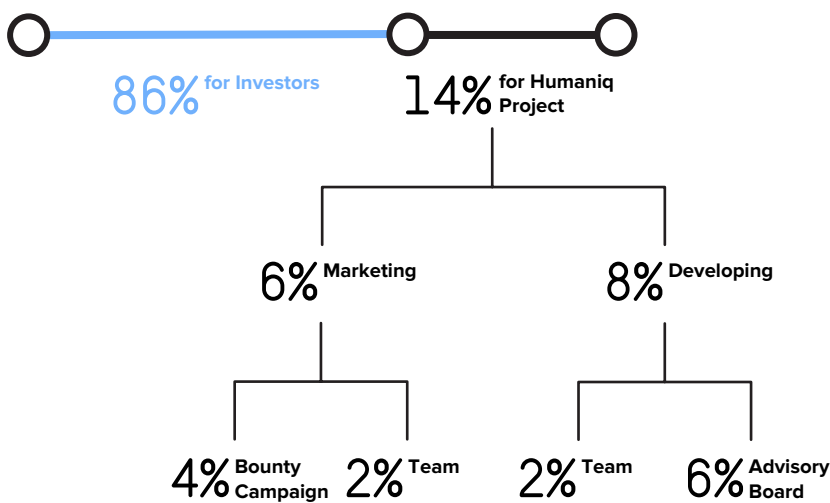 86% for Investors
14% for Humaniq
Project
6% Marketing
8% Developing
4% Bounty
Campaign
2% Team
2% Team
6% Advisory
Board